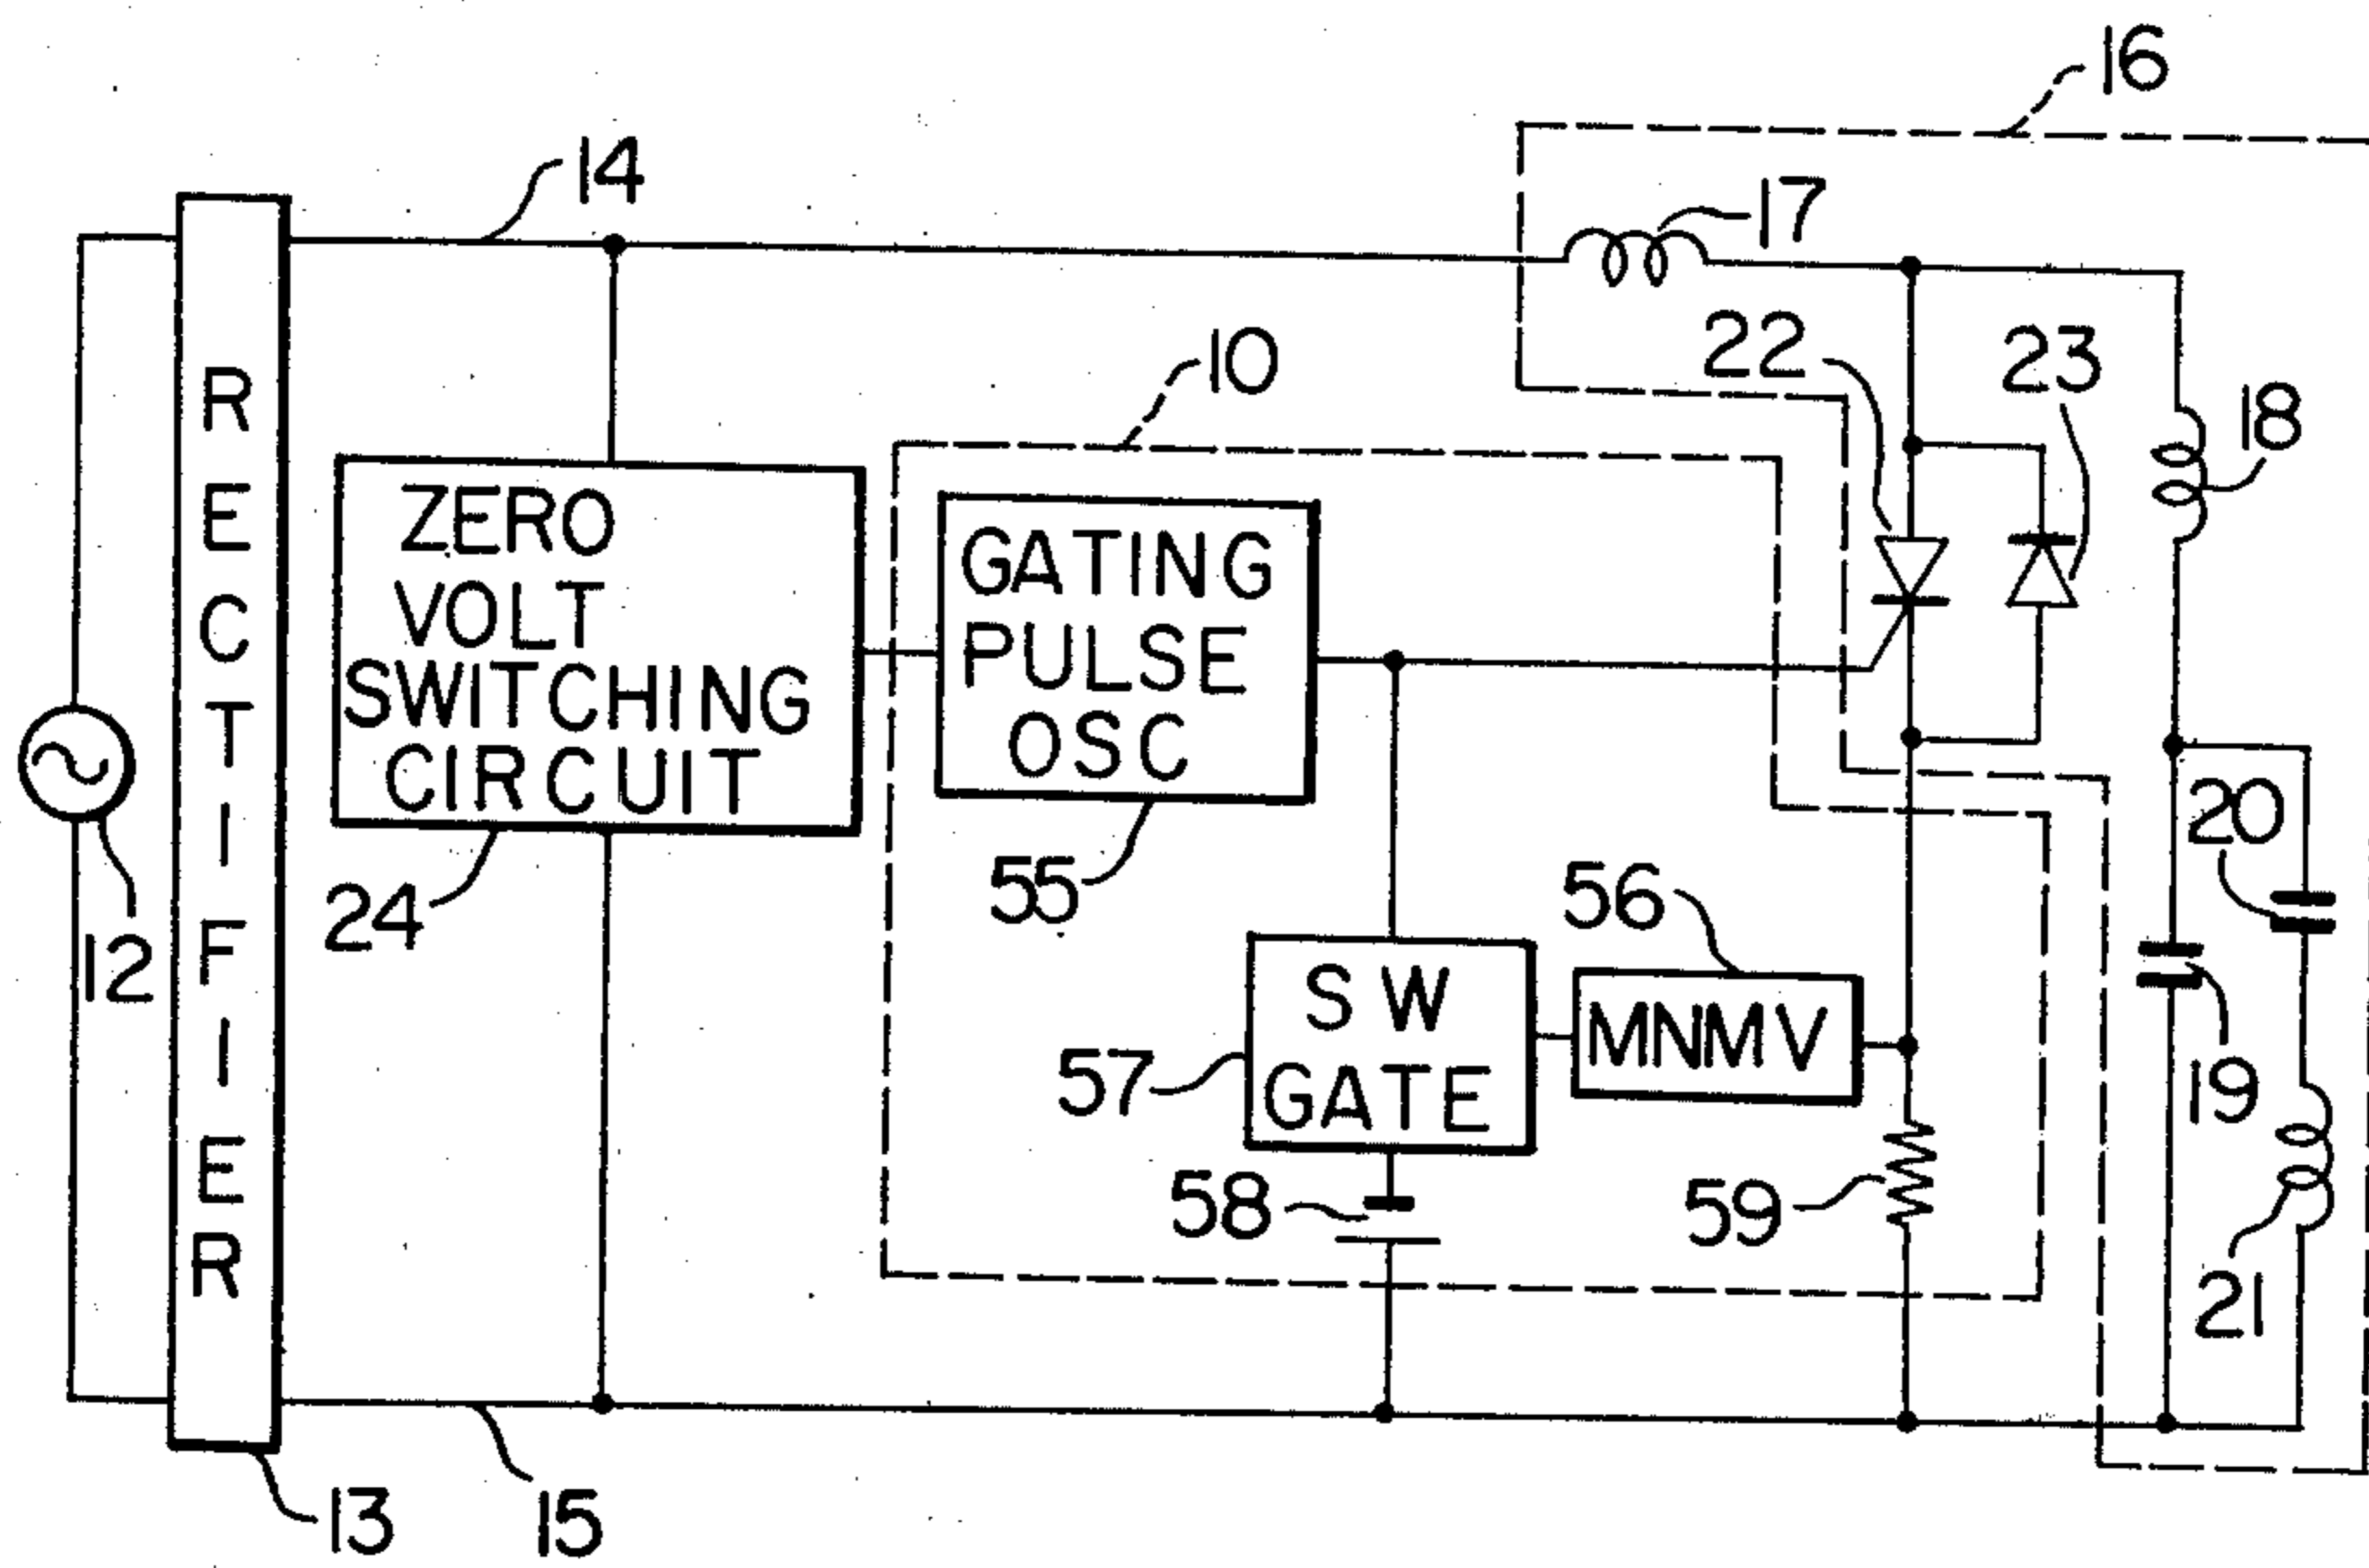 16
14
17
10
22
23
18
RECTIFIER
ZERO
VOLT
SWITCHING
CIRCUIT
GATING
PULSE
OSC
20
55
56
24
12
SW
GATE
MNMV
57
19
58
59
21
13
15